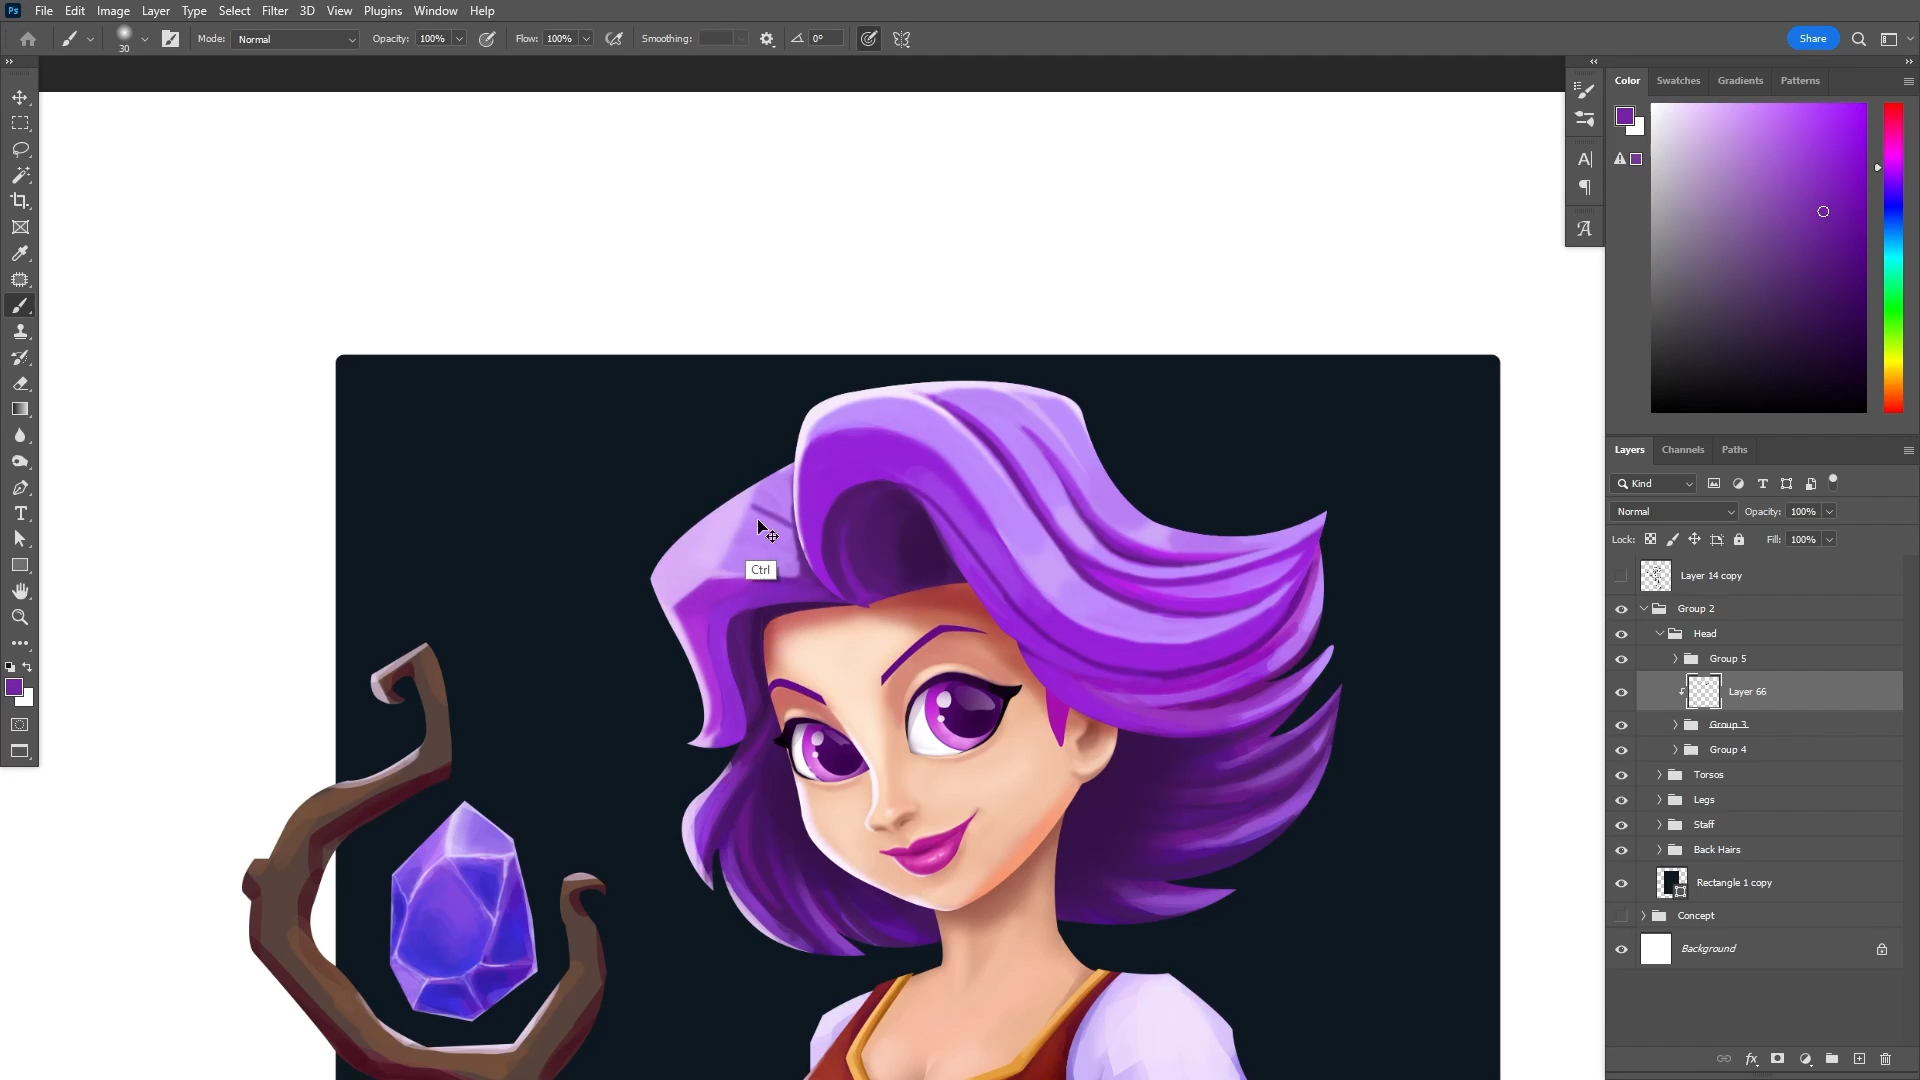 Ps File Edit Image Layer Type Select Filter 3D View Plugins Window Help
30 Mode: Normal Opacity: 100% Flow: 100% Smoothing: 0° Share
Color Swatches Gradients Patterns
Ctrl
Layers Channels Paths
Kind
Normal Opacity: 100%
Lock: Fill: 100%
Layer 14 copy
Group 2
Head
Group 5
Layer 66
Group 3
Group 4
Torsos
Legs
Staff
Back Hairs
Rectangle 1 copy
Concept
Background
fx